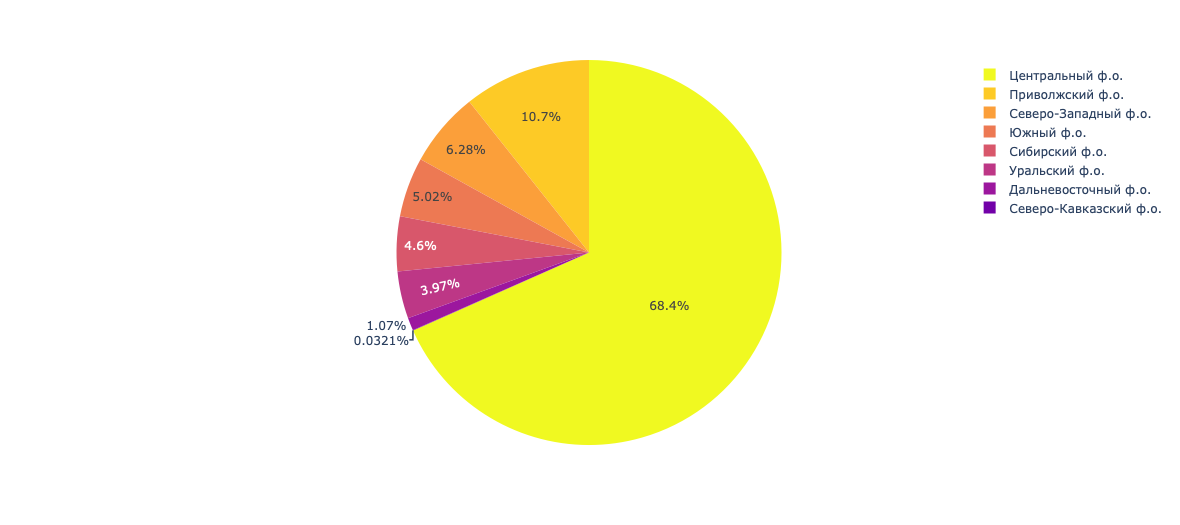 10.7%
6.28%
5.02%
4.6%
3.97%
1.07%
0.0321%
68.4%
Центральный ф.о.
Приволжский ф.о.
Северо-Западный ф.о.
Южный ф.о.
Сибирский ф.о.
Уральский ф.о.
Дальневосточный ф.о.
Северо-Кавказский ф.о.